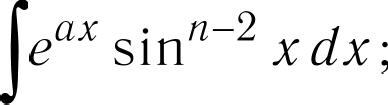 ∫e^{ax} sin^{n−2} x dx;